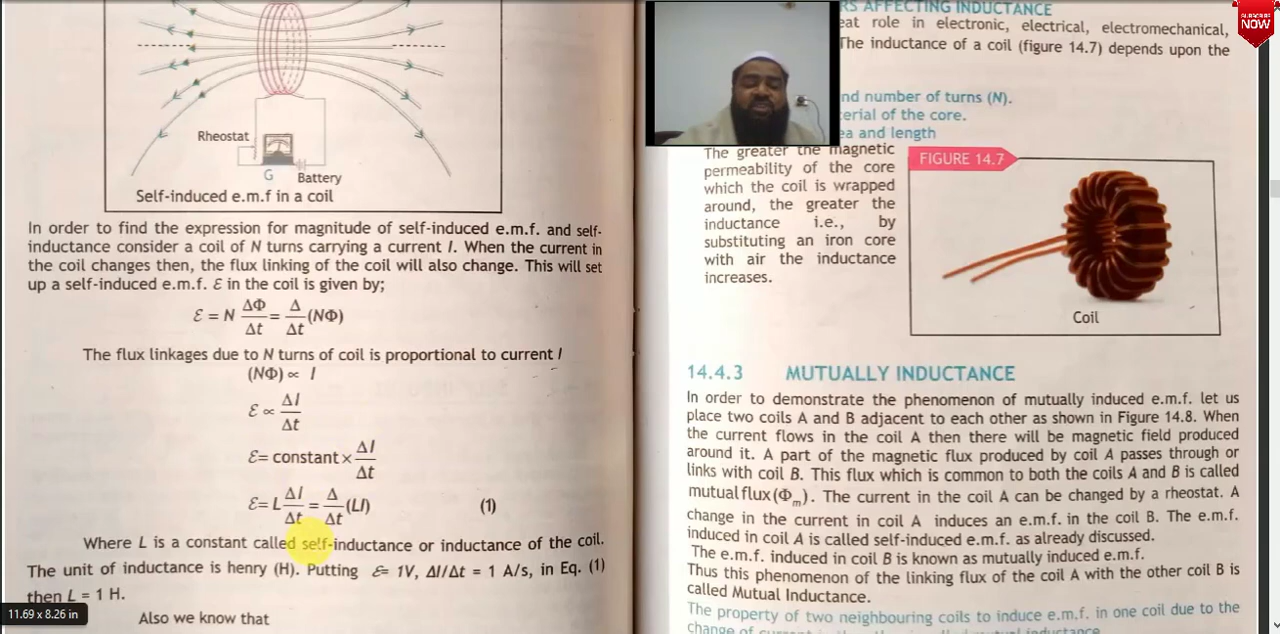 Rheostat
G Battery
Self-induced e.m.f in a coil
In order to find the expression for magnitude of self-induced e.m.f. and self-
inductance consider a coil of N turns carrying a current I. When the current in
the coil changes then, the flux linking of the coil will also change. This will set
up a self-induced e.m.f. Ɛ in the coil is given by;
Ɛ = N ΔΦ/Δt = Δ/Δt (NΦ)
The flux linkages due to N turns of coil is proportional to current I
(NΦ) ∝ I
Ɛ ∝ ΔI/Δt
Ɛ= constant× ΔI/Δt
Ɛ= L ΔI/Δt = Δ/Δt (LI) (1)
Where L is a constant called self-inductance or inductance of the coil.
The unit of inductance is henry (H). Putting Ɛ= 1V, ΔI/Δt = 1 A/s, in Eq. (1)
then L = 1 H.
Also we know that
11.69 x 8.26 in
RS AFFECTING INDUCTANCE
eat role in electronic, electrical, electromechanical,
The inductance of a coil (figure 14.7) depends upon the
nd number of turns (N).
terial of the core.
ea and length
The greater the magnetic
permeability of the core
which the coil is wrapped
around, the greater the
inductance i.e., by
substituting an iron core
with air the inductance
increases.
FIGURE 14.7
Coil
14.4.3 MUTUALLY INDUCTANCE
In order to demonstrate the phenomenon of mutually induced e.m.f. let us
place two coils A and B adjacent to each other as shown in Figure 14.8. When
the current flows in the coil A then there will be magnetic field produced
around it. A part of the magnetic flux produced by coil A passes through or
links with coil B. This flux which is common to both the coils A and B is called
mutual flux(Φm). The current in the coil A can be changed by a rheostat. A
change in the current in coil A induces an e.m.f. in the coil B. The e.m.f.
induced in coil A is called self-induced e.m.f. as already discussed.
The e.m.f. induced in coil B is known as mutually induced e.m.f.
Thus this phenomenon of the linking flux of the coil A with the other coil B is
called Mutual Inductance.
The property of two neighbouring coils to induce e.m.f. in one coil due to the
change of
SUBSCRIBE
NOW